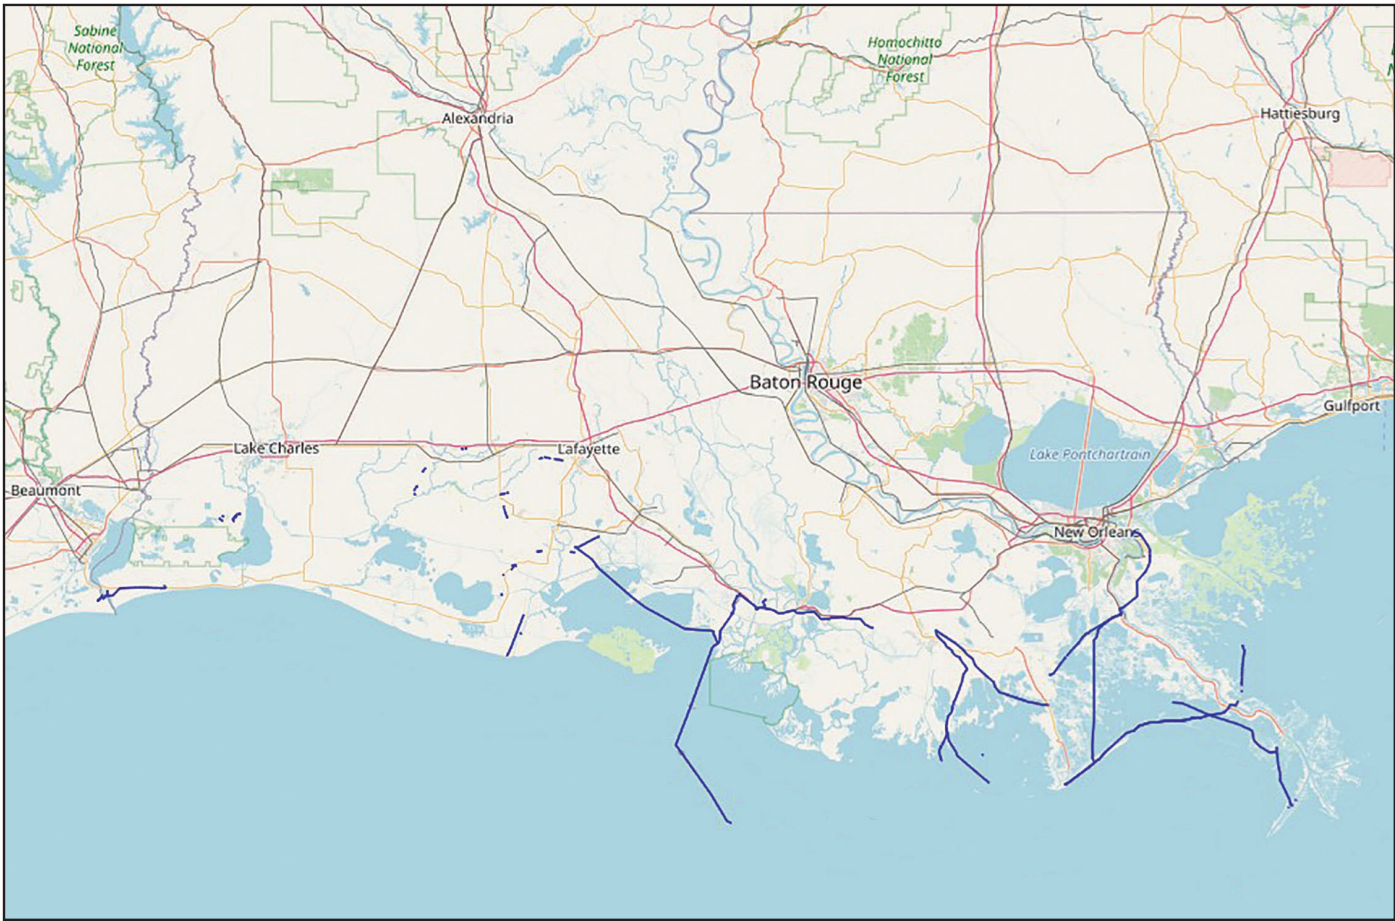 Sabine
National
Forest
Homochitto
National
Forest
N
Alexandria
Hattiesburg
Baton Rouge
Gulfport
Lake Charles
Lafayette
Lake Pontchartrain
Beaumont
New Orleans